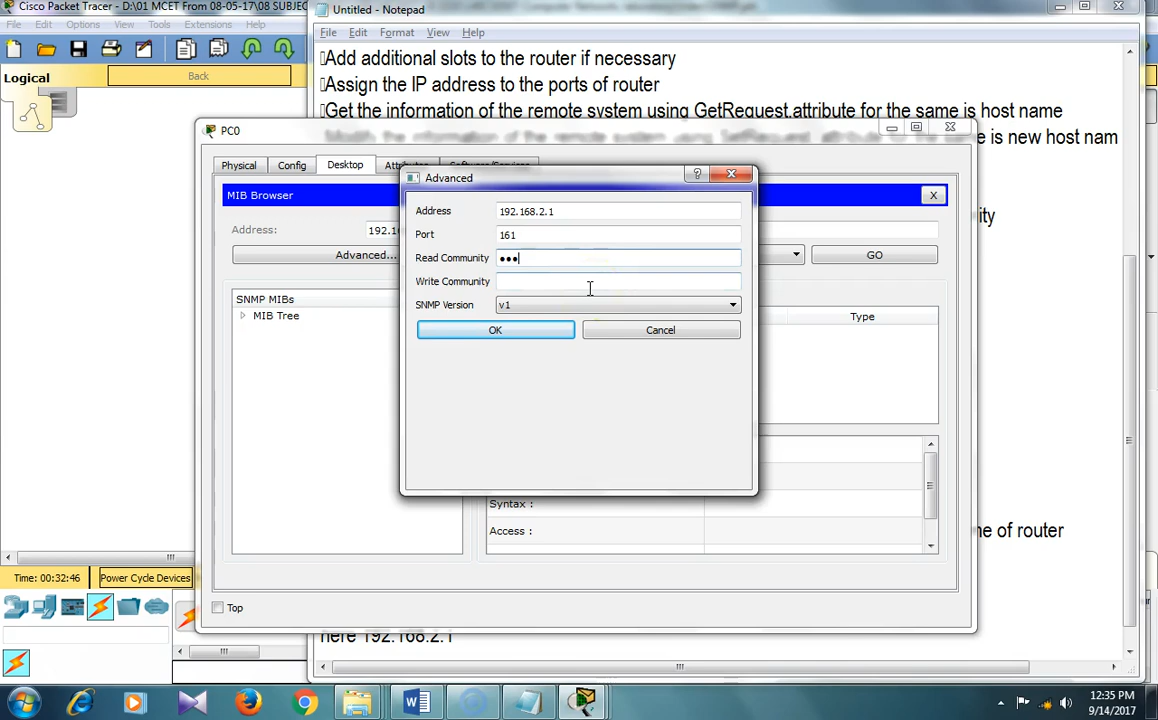 Cisco Packet Tracer - D:\01 MCET From 08-05-17\08 SUBJEC
Untitled - Notepad
File Edit Options View Tools Extensions Help
File Edit Format View Help
Add additional slots to the router if necessary
Logical
Back
Assign the IP address to the ports of router
Get the information of the remote system using GetRequest.attribute for the same is host name
PC0
Modify the information of the remote system using SetRequest. attribute for the same is new host nam
Physical Config Desktop Attributes Software/Services
Advanced
MIB Browser
X
Address 192.168.2.1
ity
Address: 192.16
Port 161
Advanced...
Read Community ●●●
GO
Write Community
SNMP MIBs
SNMP Version v1
MIB Tree
Type
OK Cancel
Syntax :
Access :
ne of router
Time: 00:32:46 Power Cycle Devices
Top
here 192.168.2.1
12:35 PM
9/14/2017